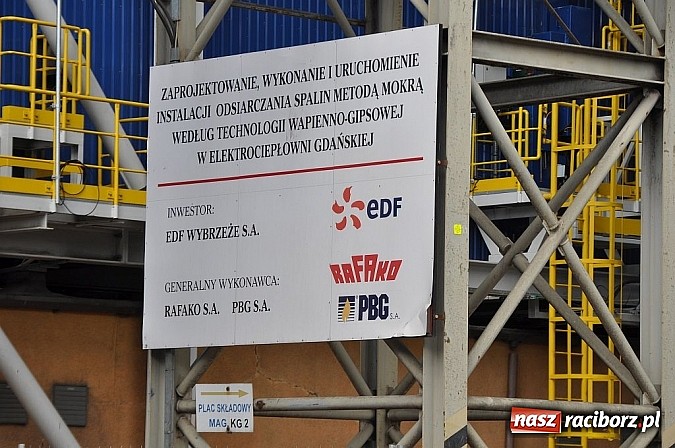 ZAPROJEKTOWANIE, WYKONANIE I URUCHOMIENIE
INSTALACJI ODSIARCZANIA SPALIN METODĄ MOKRĄ
WEDŁUG TECHNOLOGII WAPIENNO-GIPSOWEJ
W ELEKTROCIEPŁOWNI GDAŃSKIEJ
INWESTOR:
EDF WYBRZEŻE S.A.
eDF
GENERALNY WYKONAWCA:
RAFAKO S.A. PBG S.A.
RAFAKO
PBG S.A.
PLAC SKŁADOWY
MAG. KG 2
nasz raciborz.pl